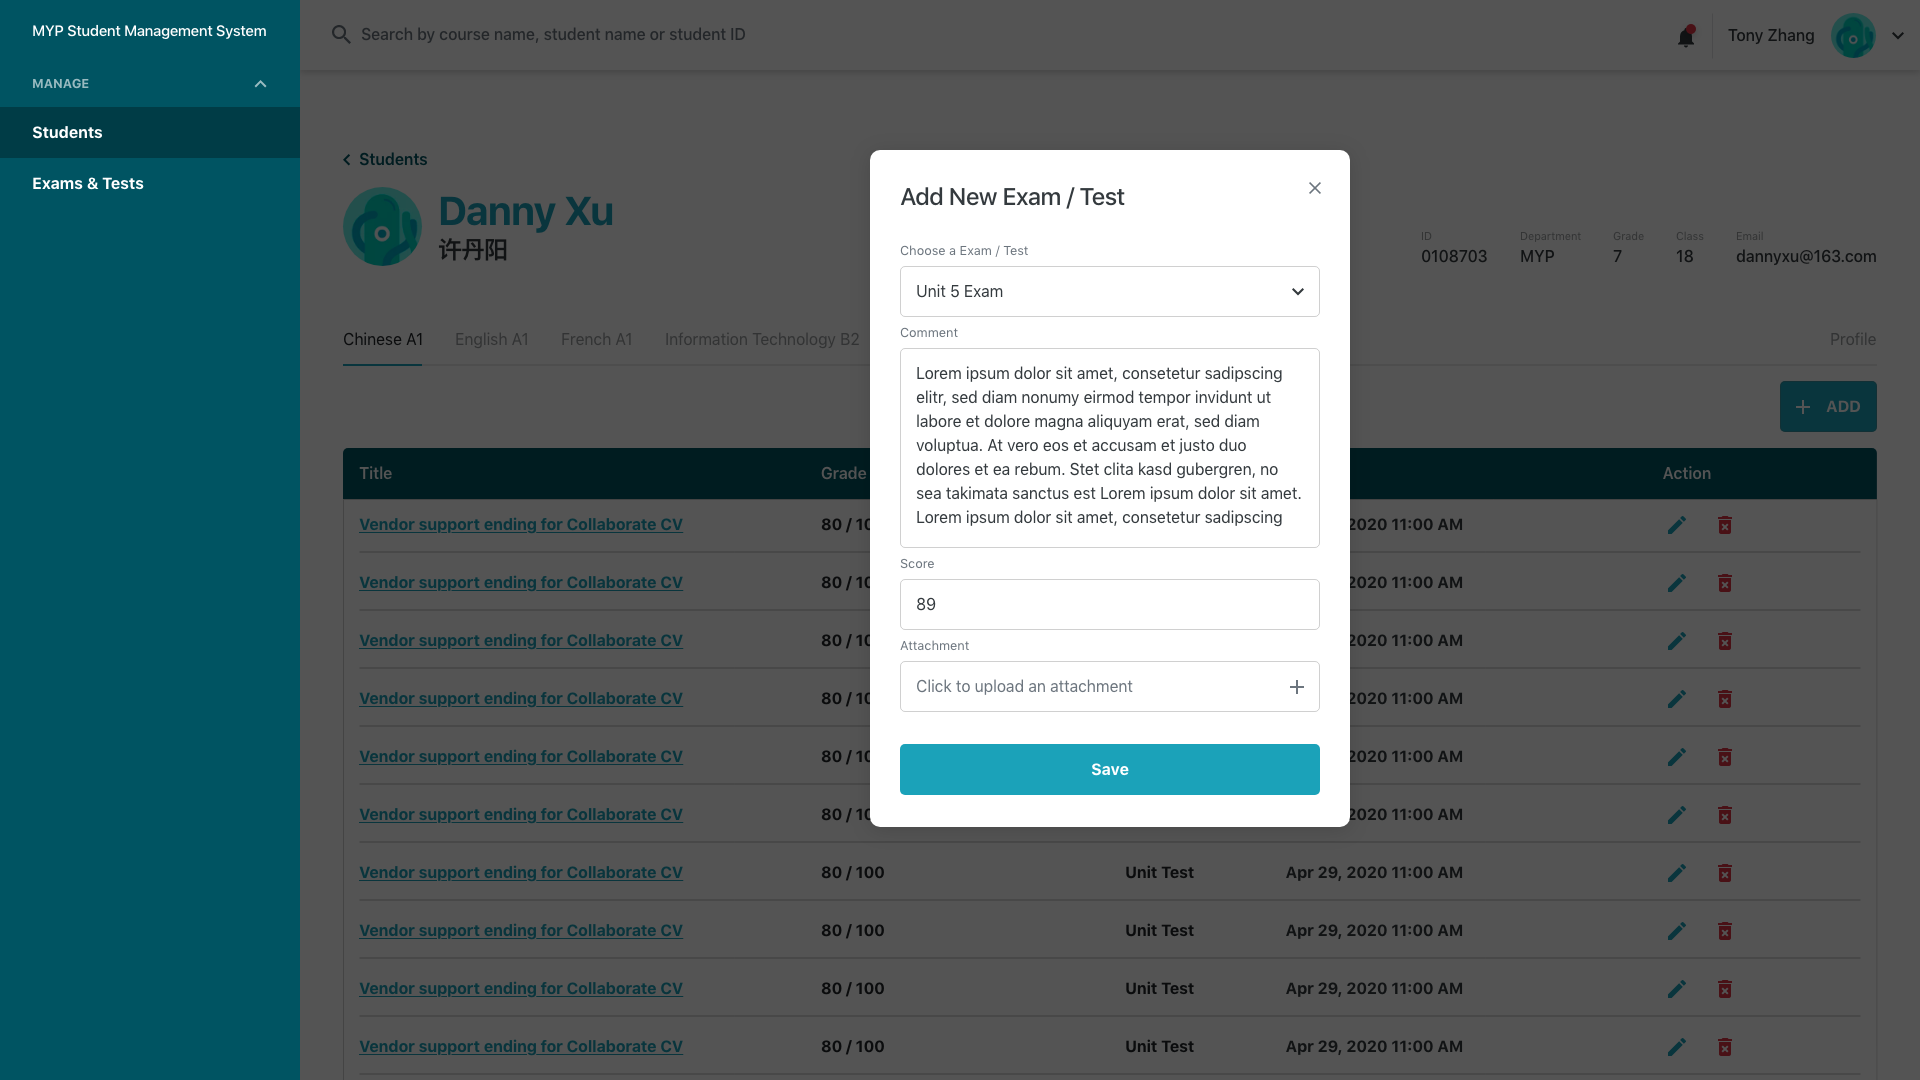 MYP Student Management System
MANAGE
Students
Exams & Tests
Search by course name, student name or student ID
Tony Zhang
Students
Danny Xu
许丹阳
ID
0108703
Department
MYP
Grade
7
Class
18
Email
dannyxu@163.com
Chinese A1 English A1 French A1 Information Technology B2 Profile
ADD
Title Grade Action
Vendor support ending for Collaborate CV 80 / 10 2020 11:00 AM
Vendor support ending for Collaborate CV 80 / 10 2020 11:00 AM
Vendor support ending for Collaborate CV 80 / 10 2020 11:00 AM
Vendor support ending for Collaborate CV 80 / 10 2020 11:00 AM
Vendor support ending for Collaborate CV 80 / 10 2020 11:00 AM
Vendor support ending for Collaborate CV 80 / 10 2020 11:00 AM
Vendor support ending for Collaborate CV 80 / 100 Unit Test Apr 29, 2020 11:00 AM
Vendor support ending for Collaborate CV 80 / 100 Unit Test Apr 29, 2020 11:00 AM
Vendor support ending for Collaborate CV 80 / 100 Unit Test Apr 29, 2020 11:00 AM
Vendor support ending for Collaborate CV 80 / 100 Unit Test Apr 29, 2020 11:00 AM
Add New Exam / Test
Choose a Exam / Test
Unit 5 Exam
Comment
Lorem ipsum dolor sit amet, consetetur sadipscing
elitr, sed diam nonumy eirmod tempor invidunt ut
labore et dolore magna aliquyam erat, sed diam
voluptua. At vero eos et accusam et justo duo
dolores et ea rebum. Stet clita kasd gubergren, no
sea takimata sanctus est Lorem ipsum dolor sit amet.
Lorem ipsum dolor sit amet, consetetur sadipscing
Score
89
Attachment
Click to upload an attachment
Save